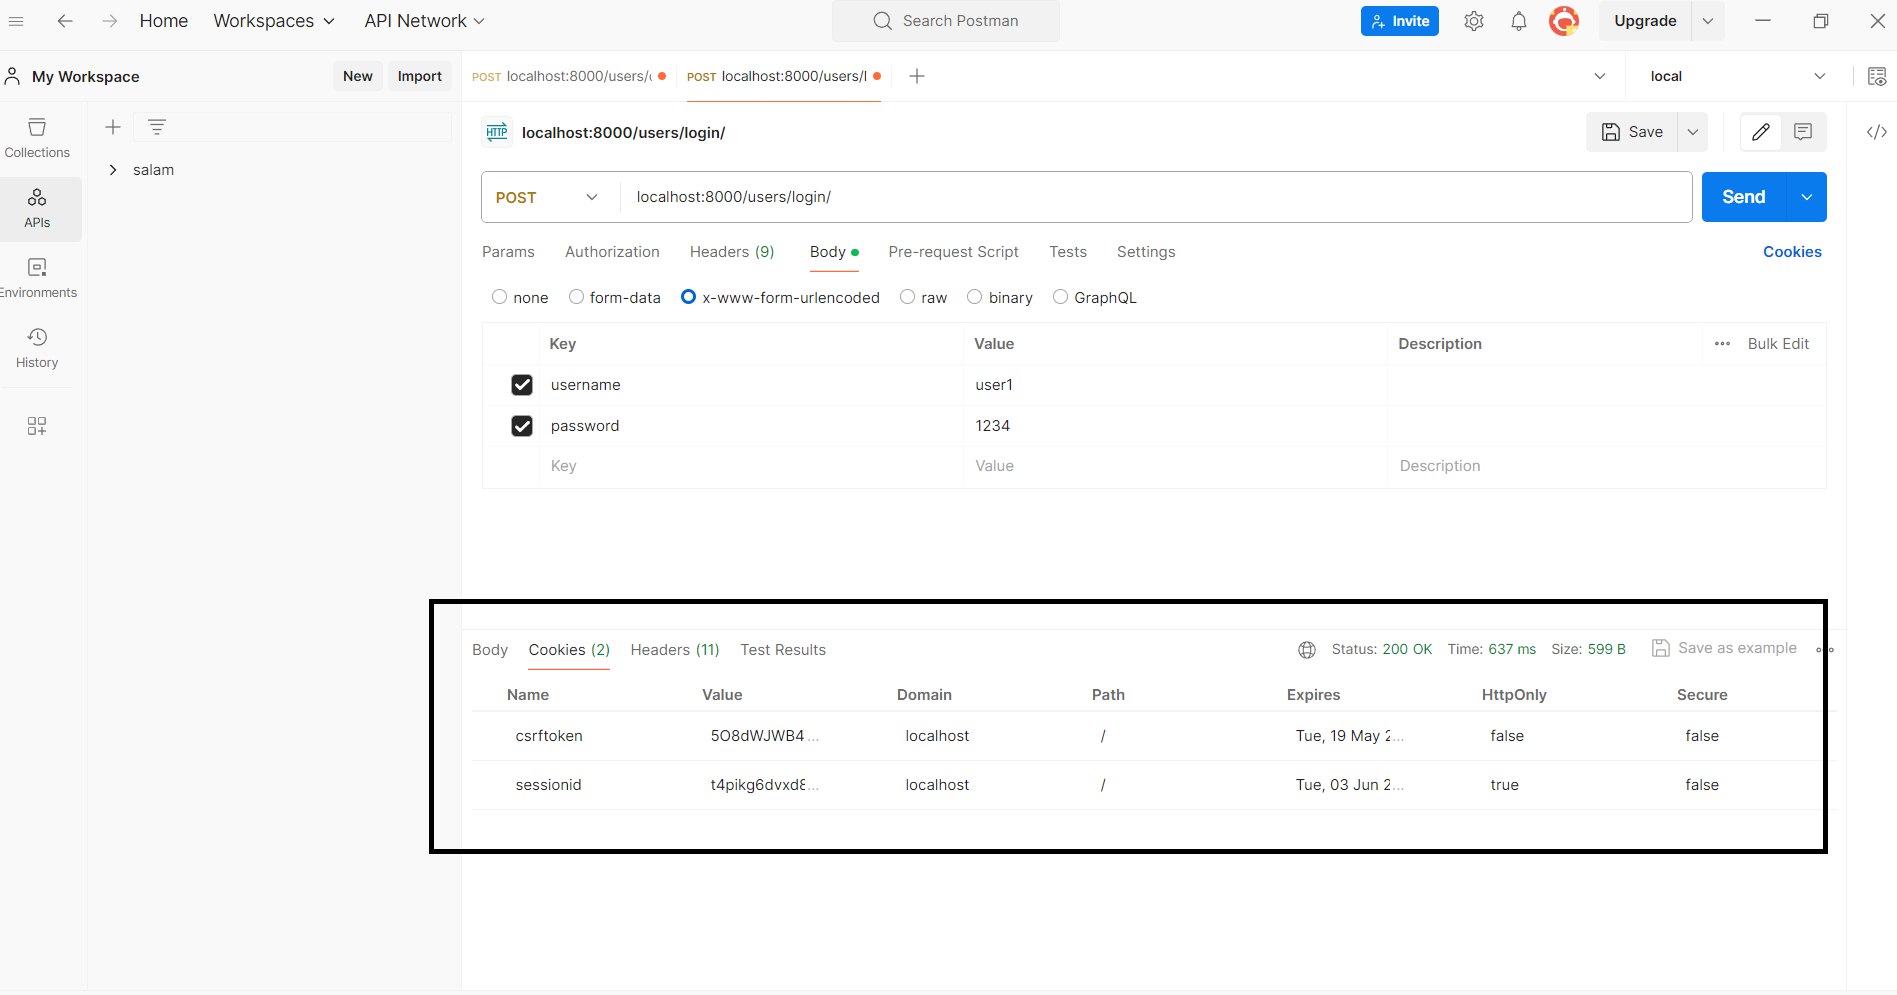 Home Workspaces API Network Search Postman Invite Upgrade
My Workspace New Import POST localhost:8000/users/ POST localhost:8000/users/l local
HTTP localhost:8000/users/login/ Save
Collections
salam
POST localhost:8000/users/login/ Send
APIs
Params Authorization Headers (9) Body Pre-request Script Tests Settings Cookies
Environments
none form-data x-www-form-urlencoded raw binary GraphQL
Key Value Description Bulk Edit
History
username user1
password 1234
Key Value Description
Body Cookies (2) Headers (11) Test Results Status: 200 OK Time: 637 ms Size: 599 B Save as example
Name Value Domain Path Expires HttpOnly Secure
csrftoken 5O8dWJWB4... localhost / Tue, 19 May 2... false false
sessionid t4pikg6dvxd8... localhost / Tue, 03 Jun 2... true false